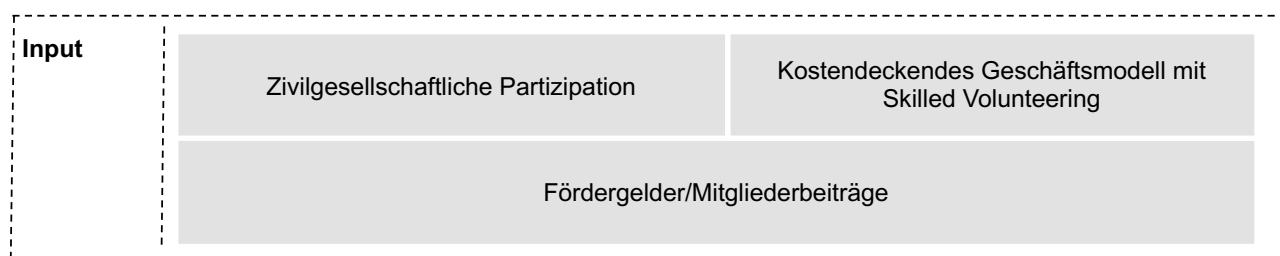 Input
Zivilgesellschaftliche Partizipation
Kostendeckendes Geschäftsmodell mit
Skilled Volunteering
Fördergelder/Mitgliederbeiträge